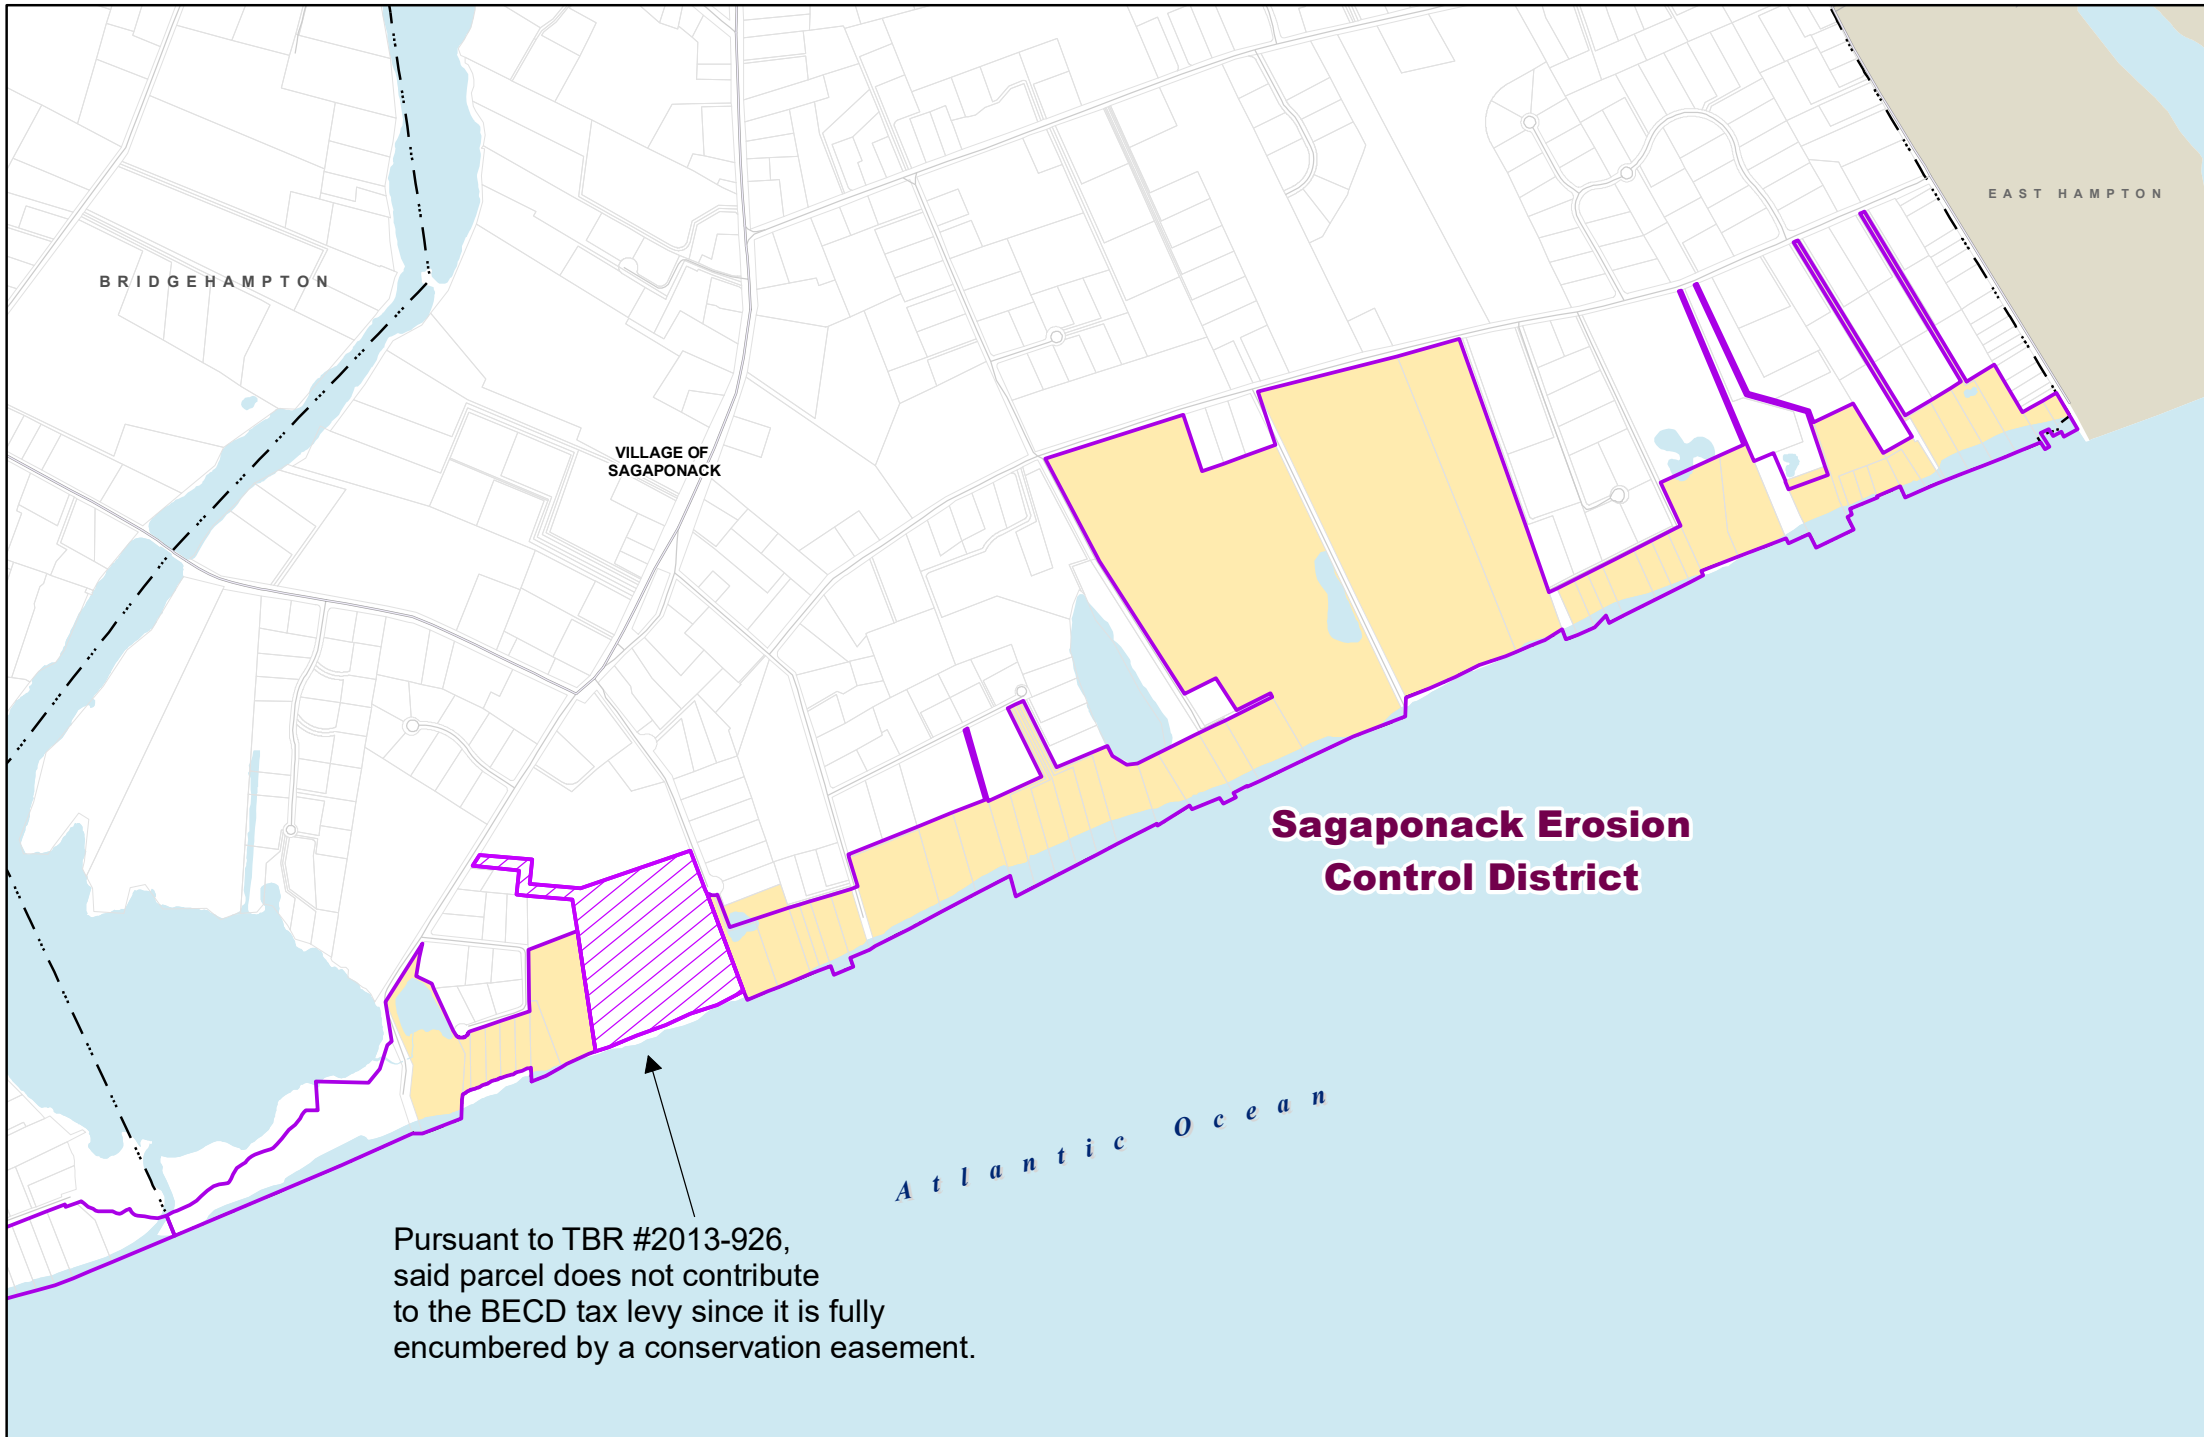 EAST HAMPTON
BRIDGEHAMPTON
VILLAGE OF
SAGAPONACK
Sagaponack Erosion
Control District
Atlantic Ocean
Pursuant to TBR #2013-926,
said parcel does not contribute
to the BECD tax levy since it is fully
encumbered by a conservation easement.